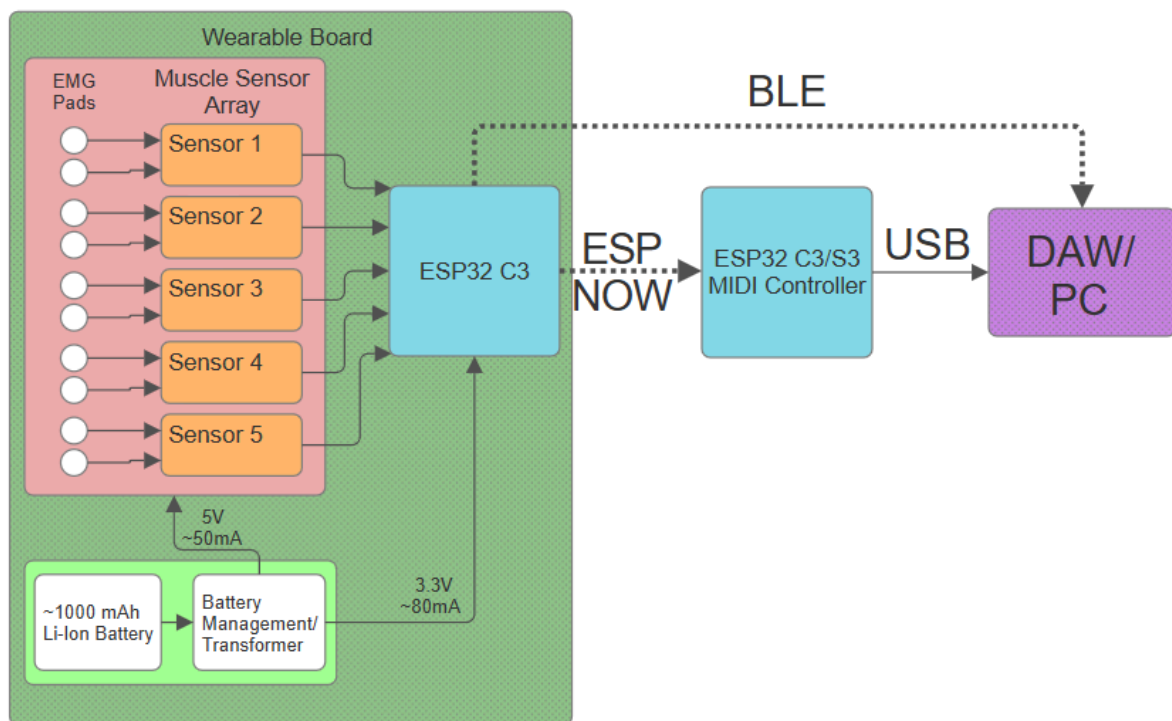 Wearable Board
EMG
Pads
Muscle Sensor
Array
Sensor 1
Sensor 2
Sensor 3
Sensor 4
Sensor 5
ESP32 C3
BLE
ESP
NOW
ESP32 C3/S3
MIDI Controller
USB
DAW/
PC
5V
~50mA
3.3V
~80mA
~1000 mAh
Li-Ion Battery
Battery
Management/
Transformer